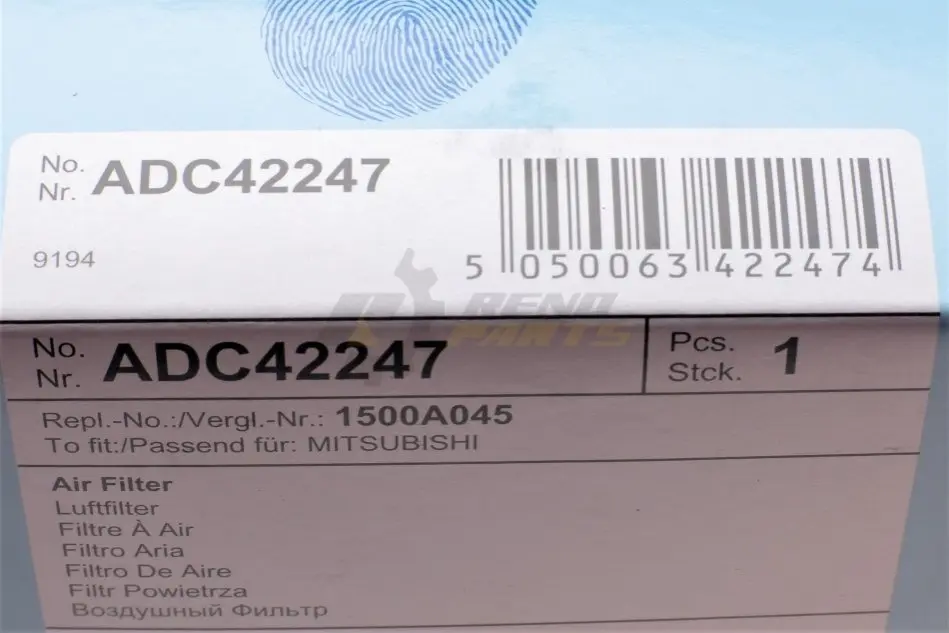 No.
Nr. ADC42247
9194
5 050063 422474
RENO
PARTS
No.
Nr. ADC42247
Pcs.
Stck. 1
Repl.-No.:/Vergl.-Nr.: 1500A045
To fit:/Passend für: MITSUBISHI
Air Filter
Luftfilter
Filtre À Air
Filtro Aria
Filtro De Aire
Filtr Powietrza
Воздушный Фильтр